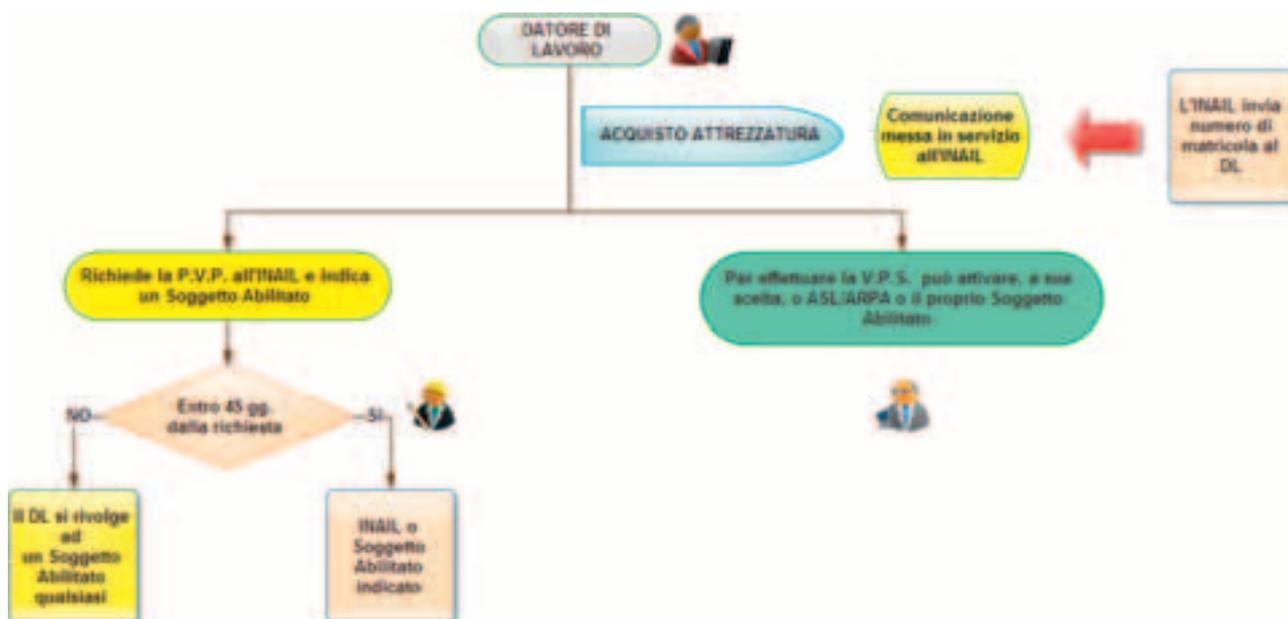 DATORE DI
LAVORO
ACQUISTO ATTREZZATURA
Comunicazione
messa in servizio
all'INAIL
L'INAIL invia
numero di
matricola al
DL
Richiede la P.V.P. all'INAIL e indica
un Soggetto Abilitato
Per effettuare la V.P.S. può attivare, a sua
scelta, o ASL/ARPA o il proprio Soggetto
Abilitato
Entro 45 gg.
dalla richiesta
NO
SI
Il DL si rivolge
ad
un Soggetto
Abilitato
qualsiasi
INAIL o
Soggetto
Abilitato
indicato